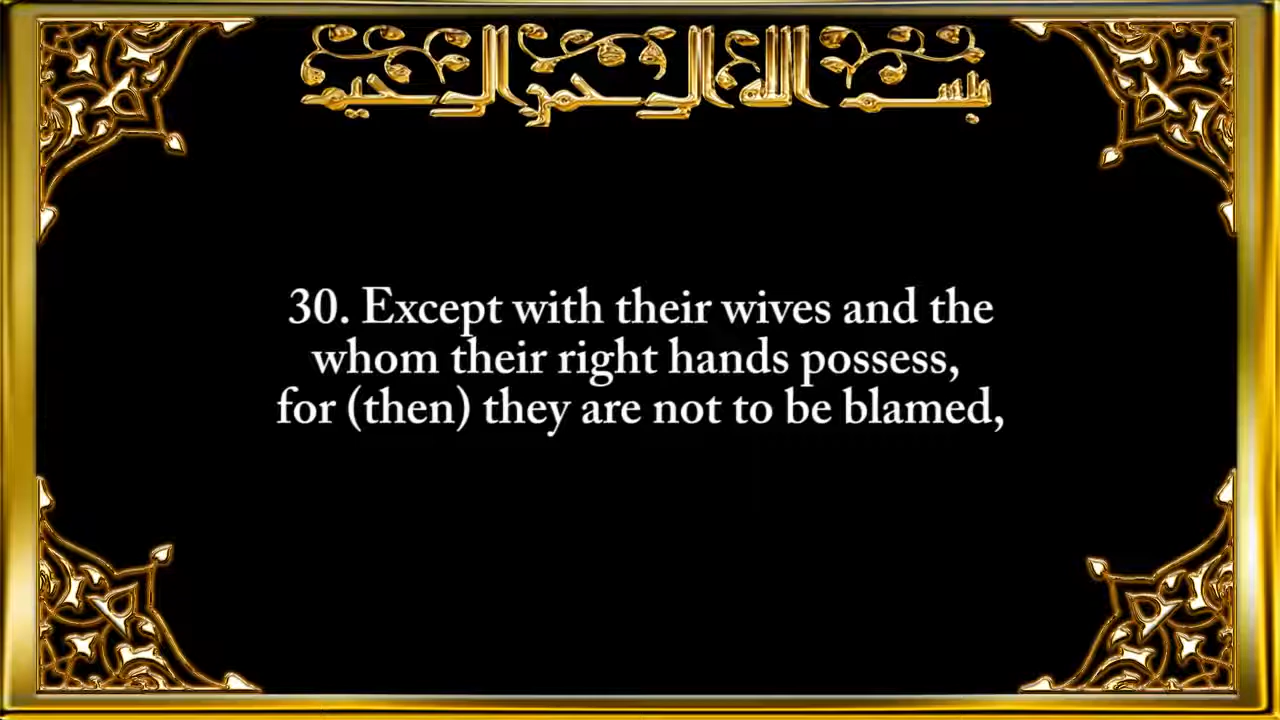 بسم الله الرحمن الرحيم
30. Except with their wives and the
whom their right hands possess,
for (then) they are not to be blamed,